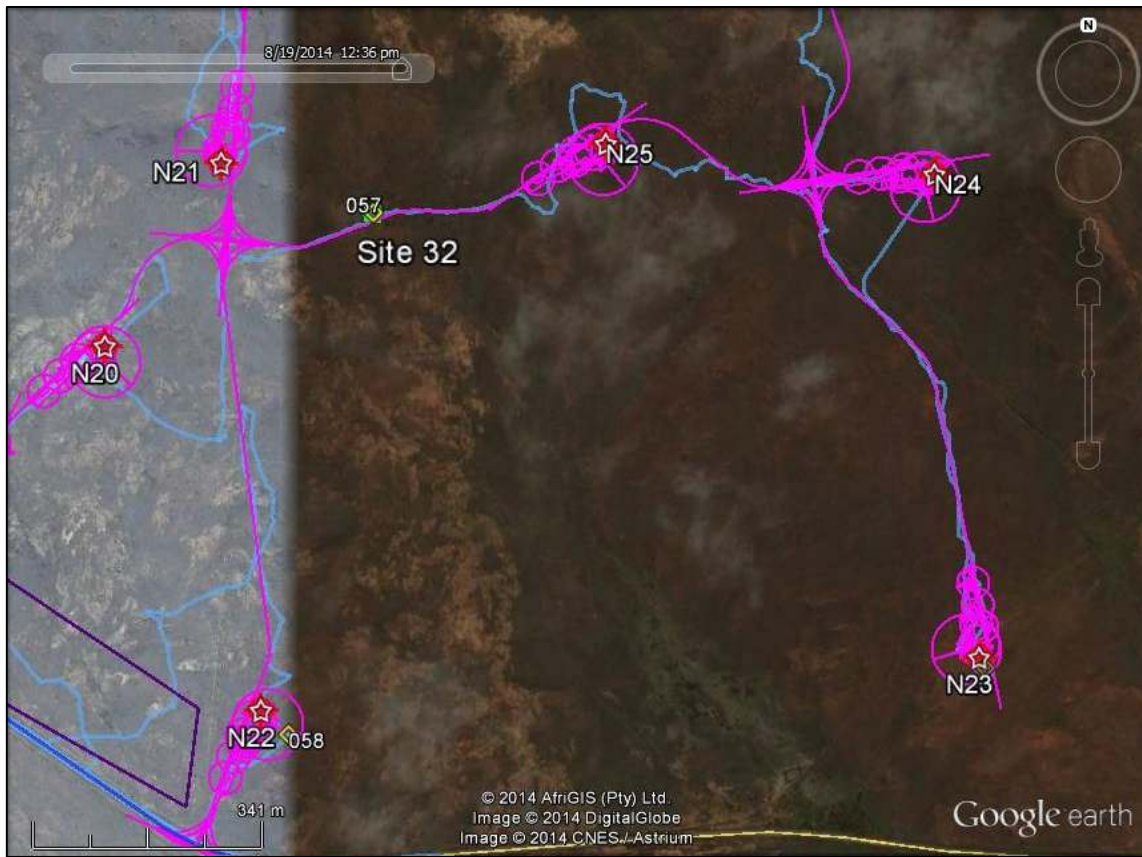 8/19/2014 12:36 pm
N
N21
N25
N24
057
Site 32
N20
N23
N22
058
341 m
© 2014 AfriGIS (Pty) Ltd.
Image © 2014 DigitalGlobe
Image © 2014 CNES / Astrium
Google earth